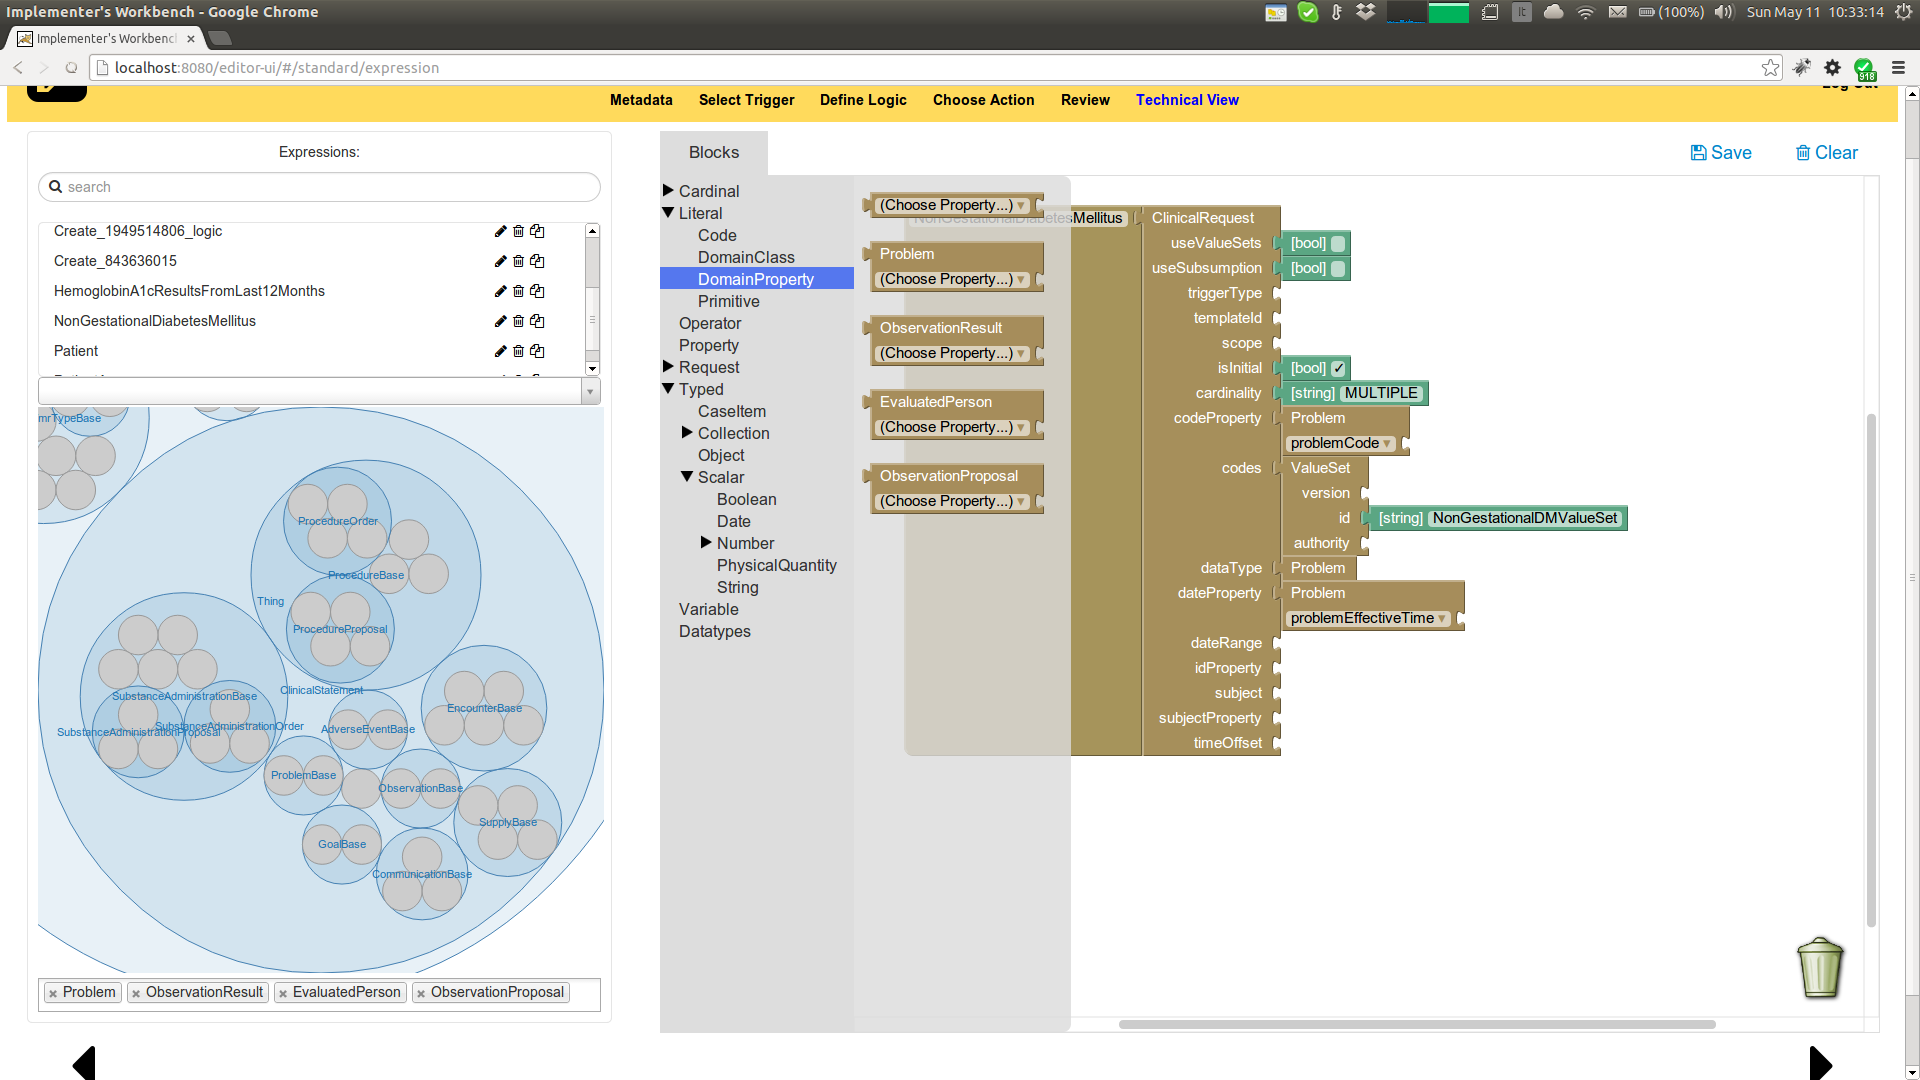 Implementer's Workbench - Google Chrome
lt
(100%)
Sun May 11 10:33:14
Implementer's Workbenc
localhost:8080/editor-ui/#/standard/expression
918
Metadata
Select Trigger
Define Logic
Choose Action
Review
Technical View
Log Out
Expressions:
search
Create_1949514806_logic
Create_843636015
HemoglobinA1cResultsFromLast12Months
NonGestationalDiabetesMellitus
Patient
mrTypeBase
ProcedureOrder
ProcedureBase
Thing
ProcedureProposal
ClinicalStatement
SubstanceAdministrationBase
SubstanceAdministrationOrder
SubstanceAdministrationProposal
EncounterBase
AdverseEventBase
ProblemBase
ObservationBase
SupplyBase
GoalBase
CommunicationBase
Problem
ObservationResult
EvaluatedPerson
ObservationProposal
Blocks
Save
Clear
Cardinal
Literal
Code
DomainClass
DomainProperty
Primitive
Operator
Property
Request
Typed
CaseItem
Collection
Object
Scalar
Boolean
Date
Number
PhysicalQuantity
String
Variable
Datatypes
(Choose Property...)
Problem
(Choose Property...)
ObservationResult
(Choose Property...)
EvaluatedPerson
(Choose Property...)
ObservationProposal
(Choose Property...)
NonGestationalDiabetesMellitus
ClinicalRequest
useValueSets [bool]
useSubsumption [bool]
triggerType
templateId
scope
isInitial [bool] ✓
cardinality [string] MULTIPLE
codeProperty Problem
problemCode
codes ValueSet
version
id [string] NonGestationalDMValueSet
authority
dataType Problem
dateProperty Problem
problemEffectiveTime
dateRange
idProperty
subject
subjectProperty
timeOffset